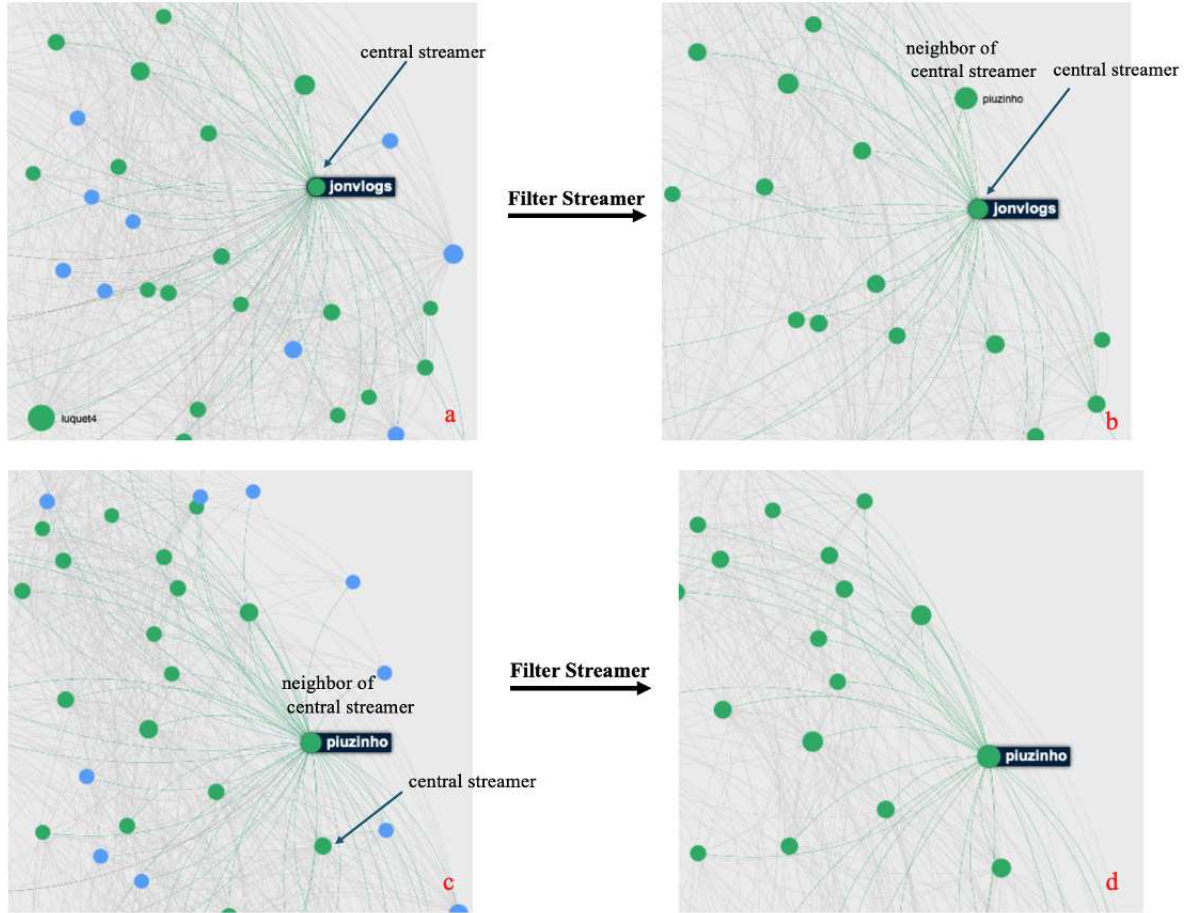 central streamer
jonvlogs
luquet4
a
Filter Streamer
neighbor of
central streamer
central streamer
piuzinho
jonvlogs
b
neighbor of
central streamer
piuzinho
central streamer
c
Filter Streamer
piuzinho
d